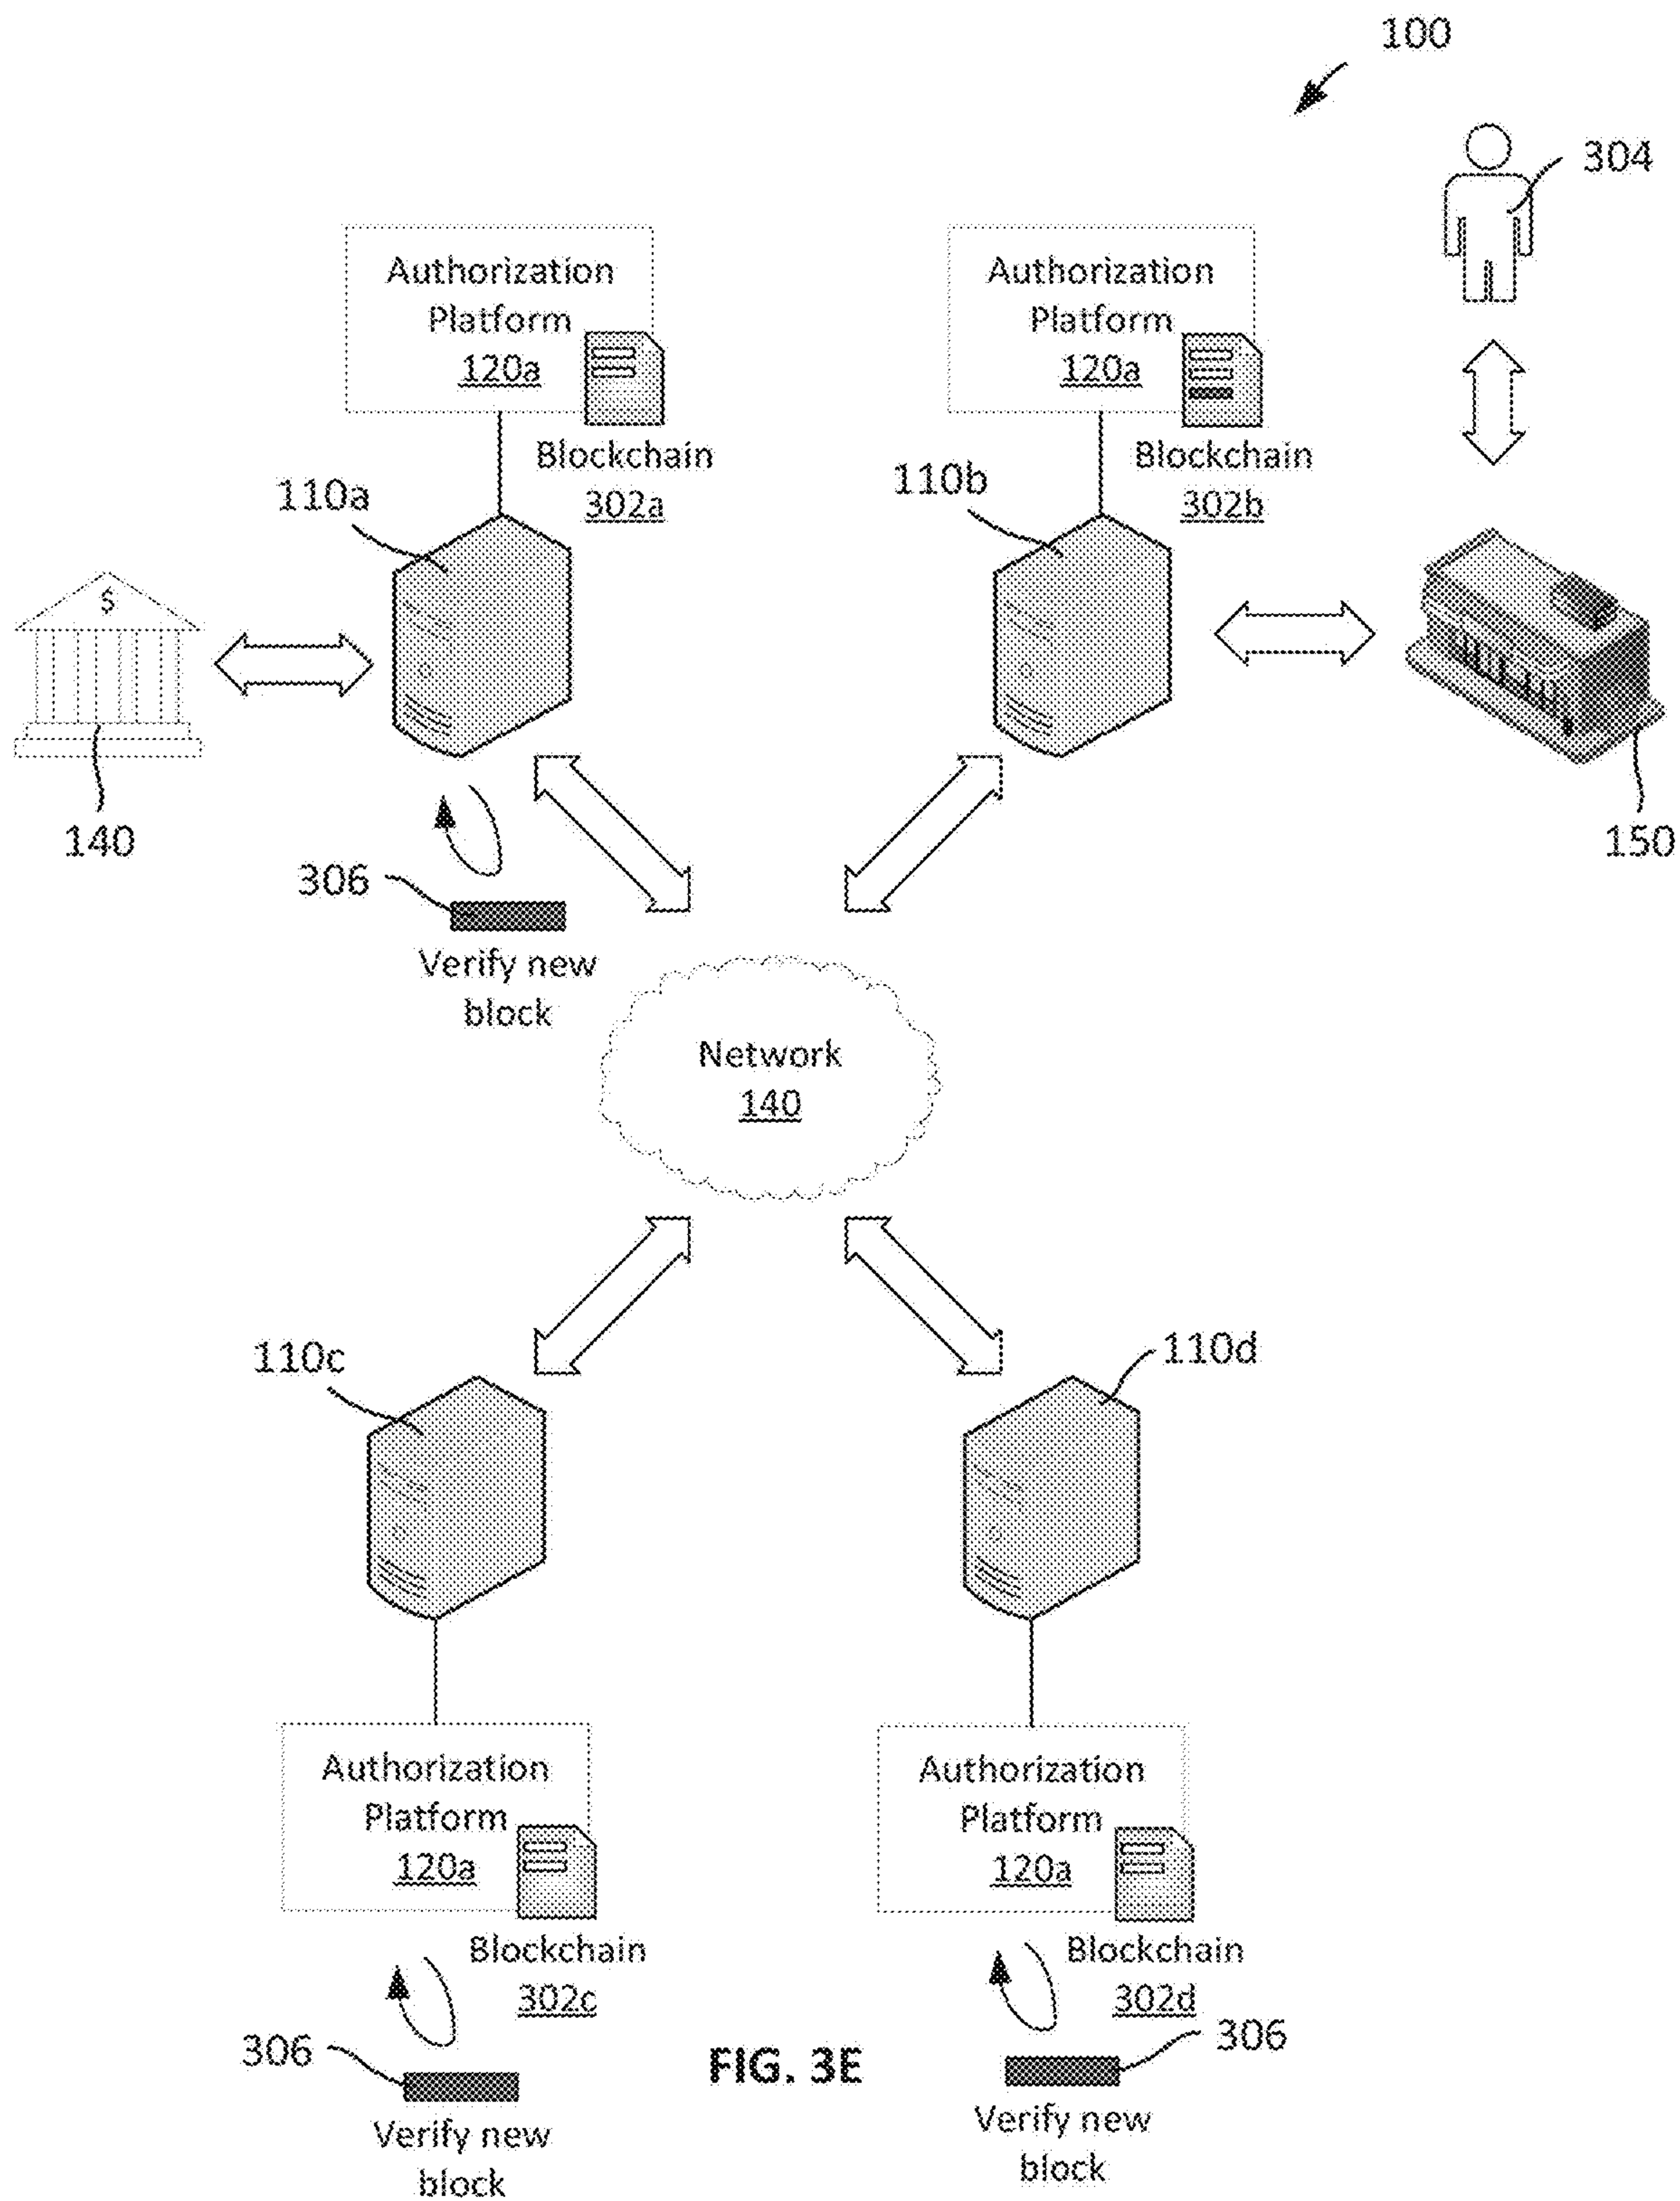 100
304
Authorization
Platform
120a
Blockchain
302a
Authorization
Platform
120a
Blockchain
302b
110a
110b
$
140
150
306
Verify new
block
Network
140
110c
110d
Authorization
Platform
120a
Blockchain
302c
Authorization
Platform
120a
Blockchain
302d
306
Verify new
block
FIG. 3E
306
Verify new
block